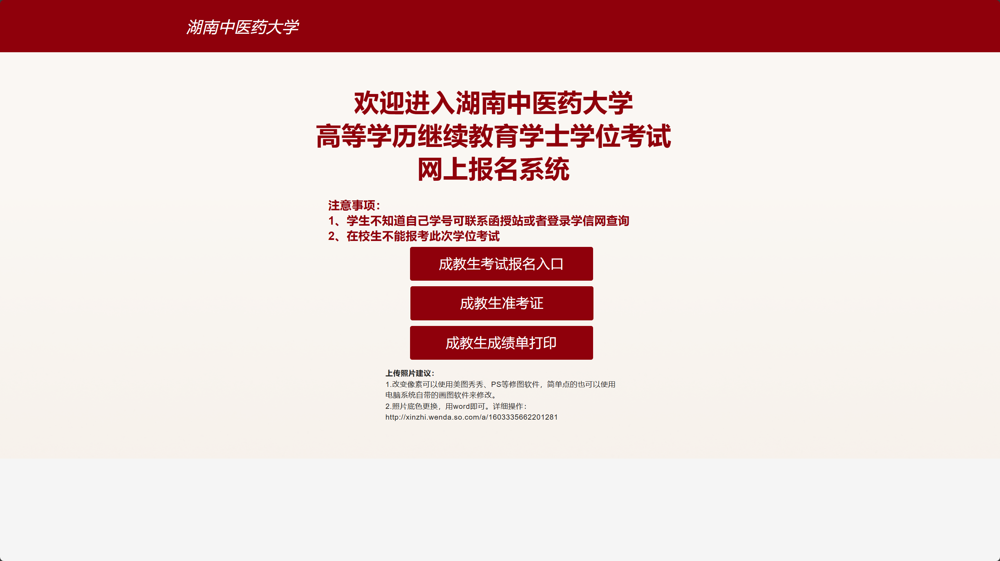 湖南中医药大学
欢迎进入湖南中医药大学
高等学历继续教育学士学位考试
网上报名系统
注意事项：
1、学生不知道自己学号可联系函授站或者登录学信网查询
2、在校生不能报考此次学位考试
成教生考试报名入口
成教生准考证
成教生成绩单打印
上传照片建议：
1.改变像素可以使用美图秀秀、PS等修图软件，简单点的也可以使用
电脑系统自带的画图软件来修改。
2.照片底色更换，用word即可。详细操作：
http://xinzhi.wenda.so.com/a/1603335662201281